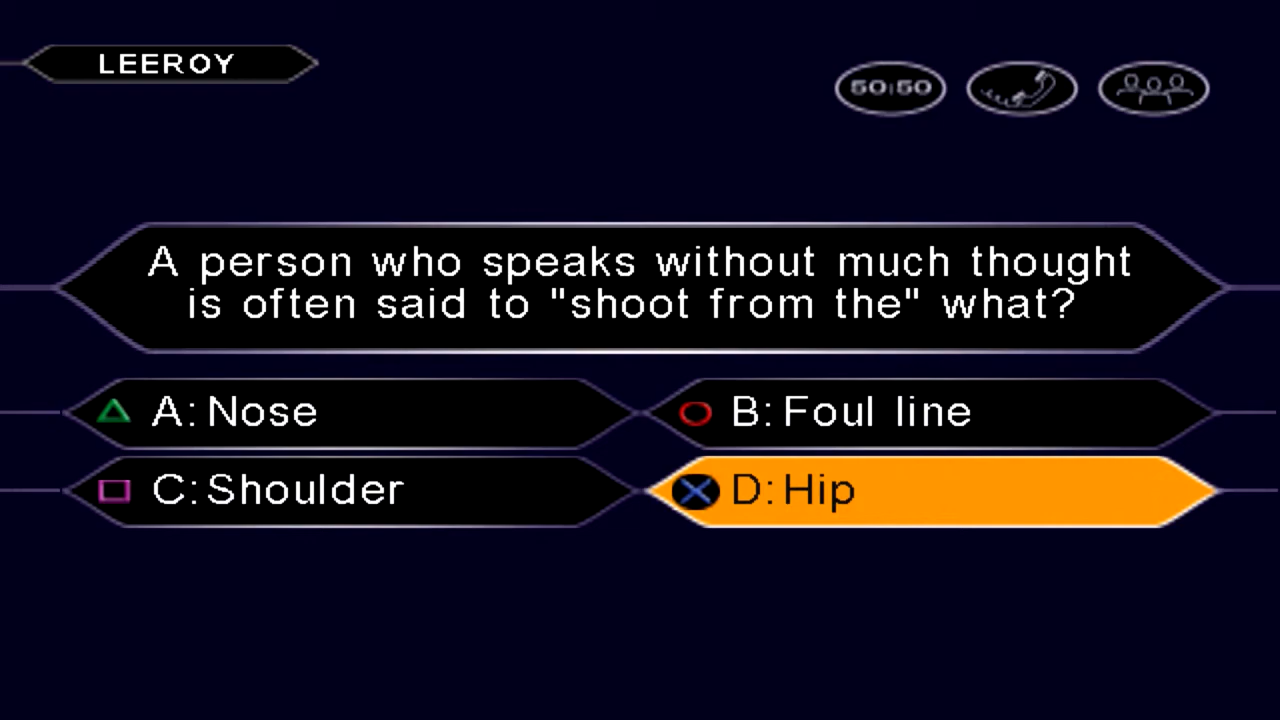 LEEROY
50:50
A person who speaks without much thought
is often said to "shoot from the" what?
A: Nose
B: Foul line
C: Shoulder
D: Hip